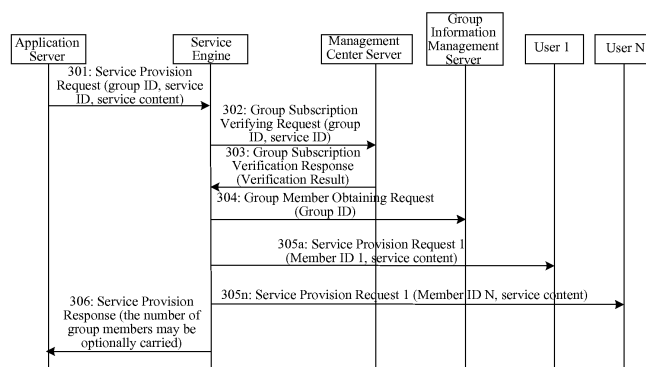 Application
Server
Service
Engine
Management
Center Server
Group
Information
Management
Server
User 1
User N
301: Service Provision
Request (group ID, service
ID, service content)
302: Group Subscription
Verifying Request (group
ID, service ID)
303: Group Subscription
Verification Response
(Verification Result)
304: Group Member Obtaining Request
(Group ID)
305a: Service Provision Request 1
(Member ID 1, service content)
305n: Service Provision Request 1 (Member ID N, service content)
306: Service Provision
Response (the number of
group members may be
optionally carried)